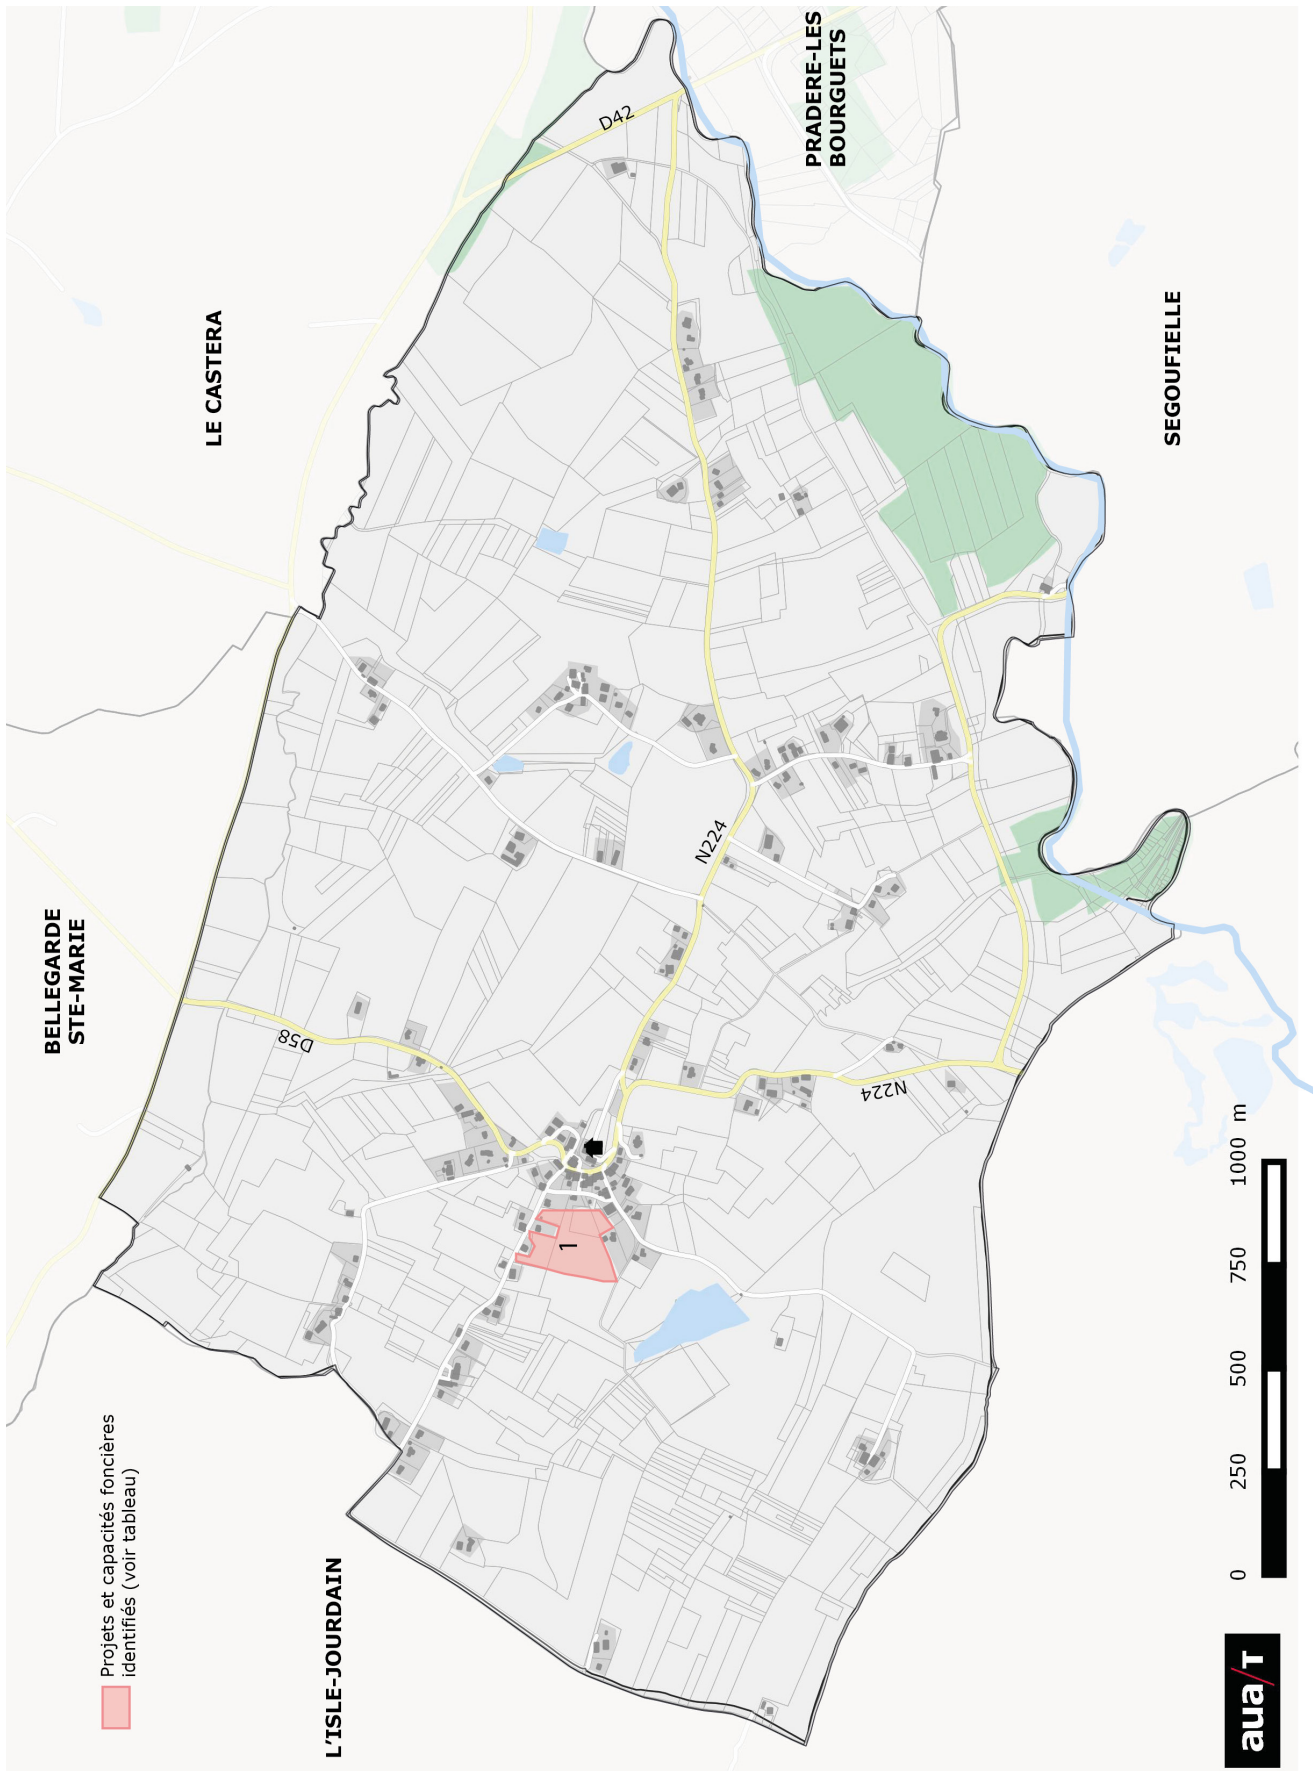 Projets et capacités foncières
identifiés (voir tableau)
BELLEGARDE
STE-MARIE
LE CASTERA
L'ISLE-JOURDAIN
D58
D42
1
N224
N224
PRADERE-LES
BOURGUETS
SEGOUFIELLE
aua/T
0 250 500 750 1000 m